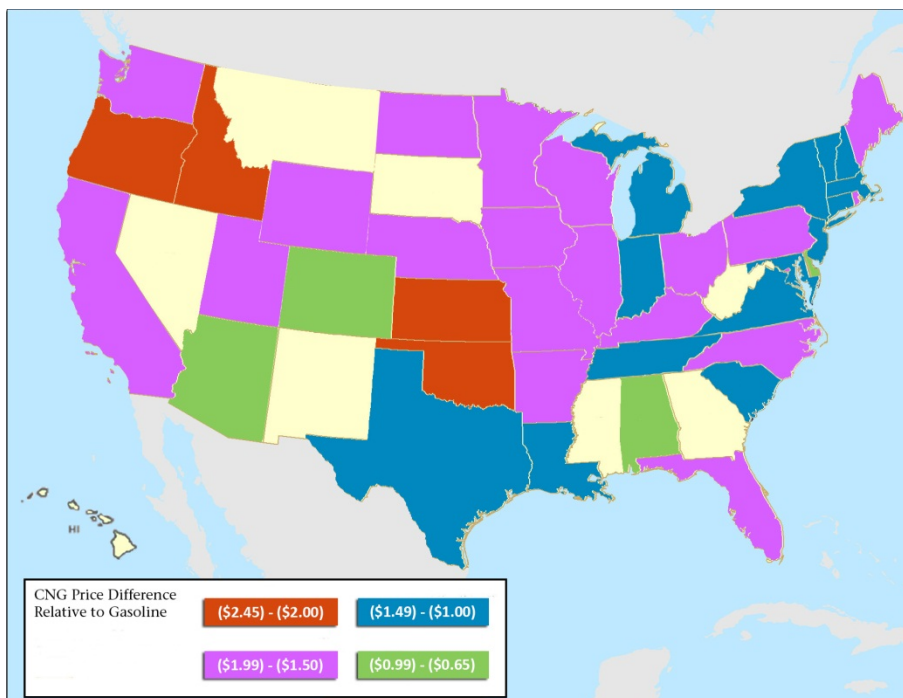 HI
CNG Price Difference
Relative to Gasoline
($2.45) - ($2.00)
($1.49) - ($1.00)
($1.99) - ($1.50)
($0.99) - ($0.65)